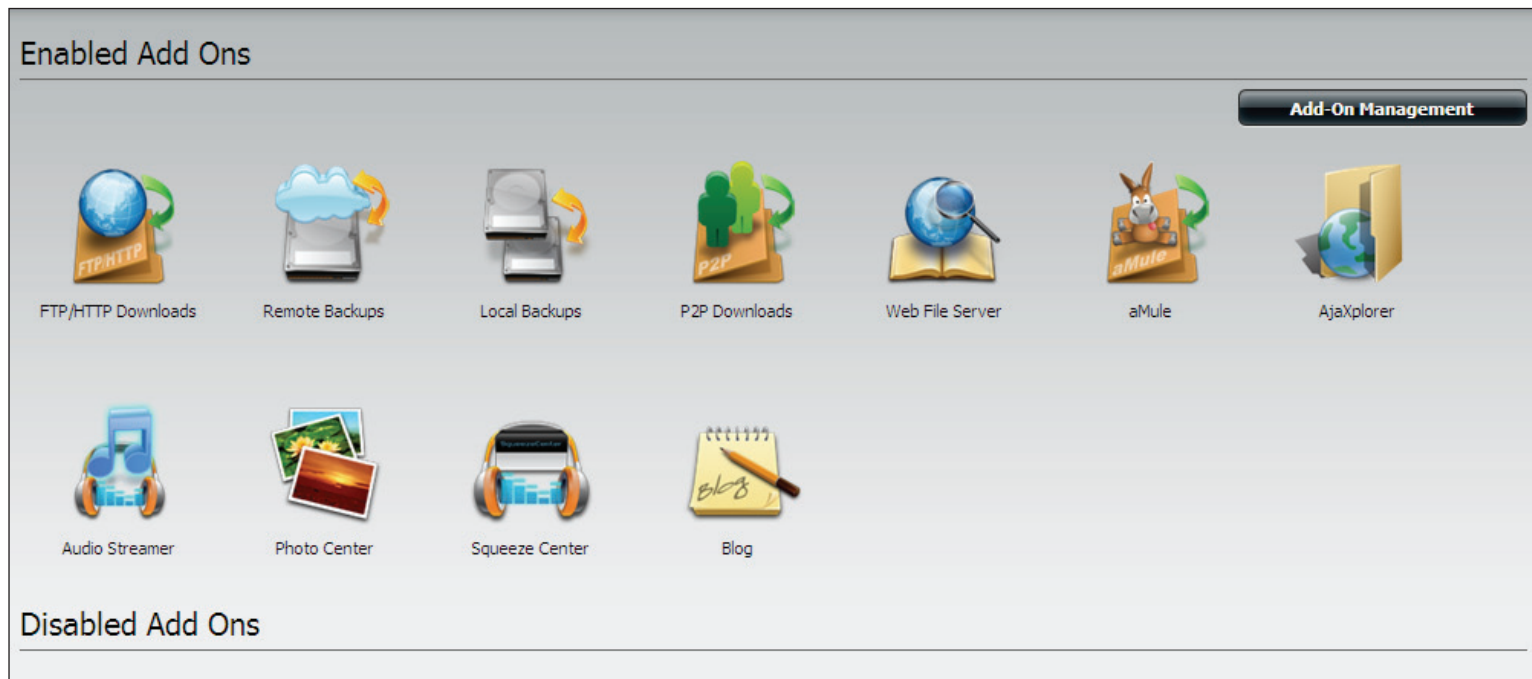 Enabled Add Ons
Add-On Management
FTP/HTTP
P2P
aMule
FTP/HTTP Downloads
Remote Backups
Local Backups
P2P Downloads
Web File Server
aMule
AjaXplorer
SqueezeCenter
Blog
Audio Streamer
Photo Center
Squeeze Center
Blog
Disabled Add Ons